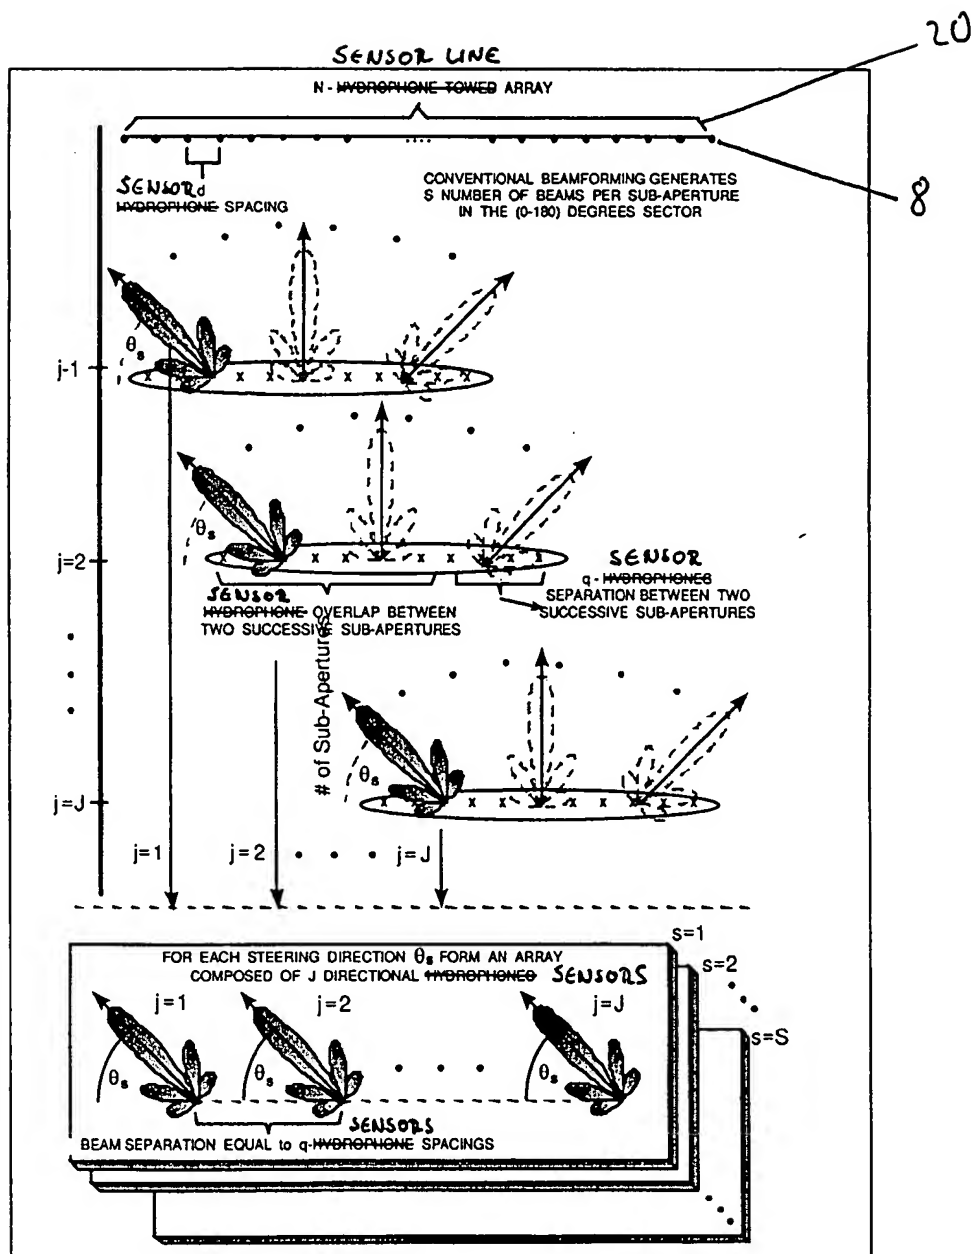 20
SENSOR LINE
N - HYDROPHONE TOWED ARRAY
8
SENSOR d
HYDROPHONE SPACING
CONVENTIONAL BEAMFORMING GENERATES
S NUMBER OF BEAMS PER SUB-APERTURE
IN THE (0-180) DEGREES SECTOR
θs
j-1
x x x x x x x x
θs
j=2
x x x x x x x
SENSOR
q - HYDROPHONES
SEPARATION BETWEEN TWO
SUCCESSIVE SUB-APERTURES
SENSOR
HYDROPHONE OVERLAP BETWEEN
TWO SUCCESSIVE SUB-APERTURES
# of Sub-Apertures
θs
j=J
x x x x x x x x
j=1
j=2
j=J
s=1
s=2
s=S
FOR EACH STEERING DIRECTION θs FORM AN ARRAY
COMPOSED OF J DIRECTIONAL HYDROPHONES SENSORS
j=1
j=2
j=J
θs
θs
θs
SENSORS
BEAM SEPARATION EQUAL to q-HYDROPHONE SPACINGS